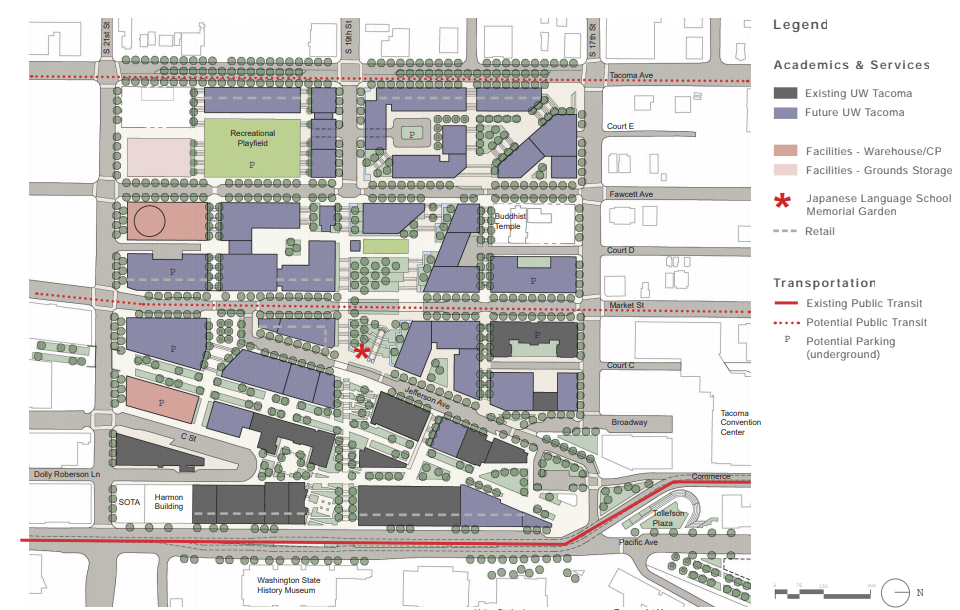 S 21st St
S 19th St
S 17th St
Tacoma Ave
Court E
Recreational
Playfield
P
P
Fawcett Ave
Buddhist
Temple
Court D
P
P
Market St
P
P
Court C
Jefferson Ave
P
Broadway
Tacoma
Convention
Center
C St
Dolly Roberson Ln
Commerce
SOTA
Harmon
Building
Tollefson
Plaza
Pacific Ave
Washington State
History Museum
Legend
Academics & Services
Existing UW Tacoma
Future UW Tacoma
Facilities - Warehouse/CP
Facilities - Grounds Storage
Japanese Language School
Memorial Garden
Retail
Transportation
Existing Public Transit
Potential Public Transit
P
Potential Parking
(underground)
N